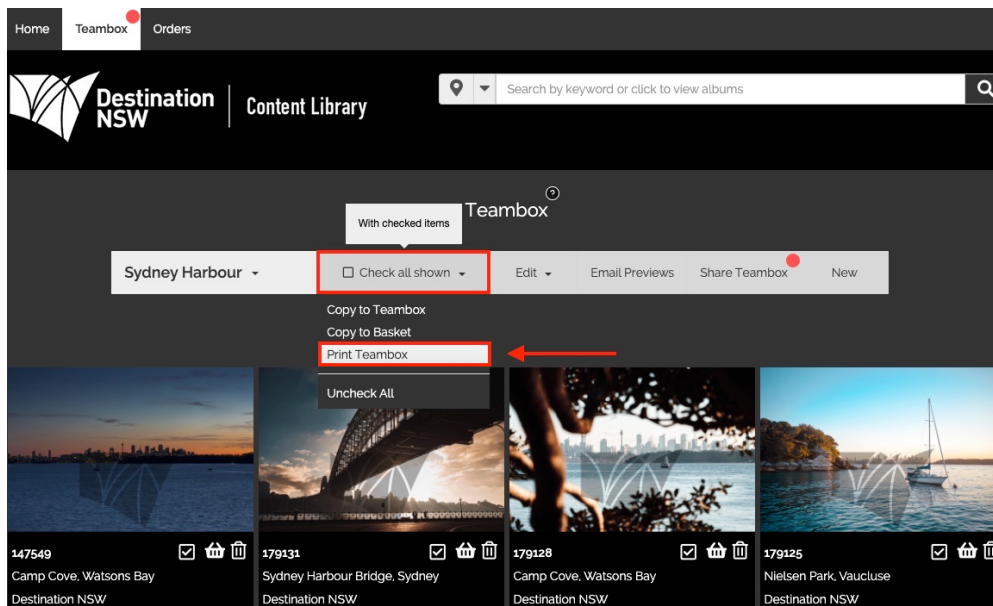 Home Teambox Orders
Destination
NSW
Content Library
Search by keyword or click to view albums
Teambox
?
With checked items
Sydney Harbour
Check all shown
Edit
Email Previews
Share Teambox
New
Copy to Teambox
Copy to Basket
Print Teambox
Uncheck All
147549
Camp Cove, Watsons Bay
Destination NSW
179131
Sydney Harbour Bridge, Sydney
Destination NSW
179128
Camp Cove, Watsons Bay
Destination NSW
179125
Nielsen Park, Vaucluse
Destination NSW